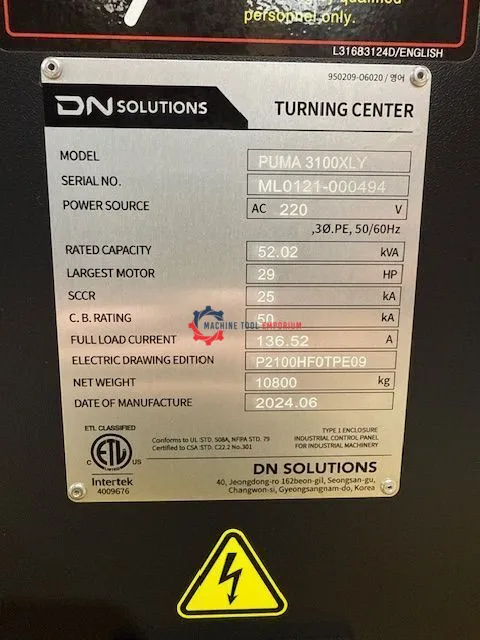 qualified
personnel only.
L31683124D/ENGLISH
950209-06020 / 영어
DN SOLUTIONS
TURNING CENTER
MODEL PUMA 3100XLY
SERIAL NO. ML0121-000494
POWER SOURCE AC 220 V
,3Ø.PE, 50/60Hz
RATED CAPACITY 52.02 kVA
LARGEST MOTOR 29 HP
SCCR 25 kA
C. B. RATING 50 kA
MACHINE TOOL EMPORIUM
FULL LOAD CURRENT 136.52 A
ELECTRIC DRAWING EDITION P2100HF0TPE09
NET WEIGHT 10800 kg
DATE OF MANUFACTURE 2024.06
ETL CLASSIFIED
ETL
LISTED
C US
Intertek
4009676
Conforms to UL STD. 508A, NFPA STD. 79
Certified to CSA STD. C22.2 No.301
TYPE 1 ENCLOSURE
INDUSTRIAL CONTROL PANEL
FOR INDUSTRIAL MACHINERY
DN SOLUTIONS
40, Jeongdong-ro 162beon-gil, Seongsan-gu,
Changwon-si, Gyeongsangnam-do, Korea